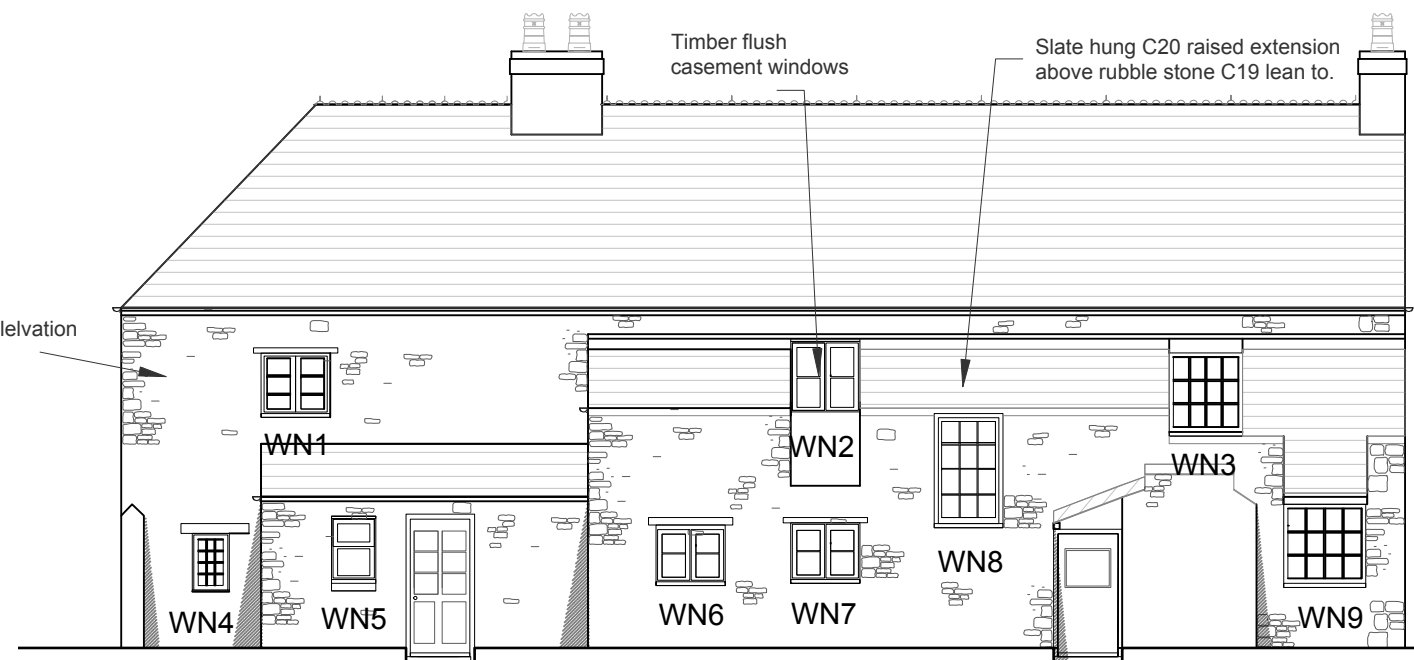 Timber flush
casement windows
Slate hung C20 raised extension
above rubble stone C19 lean to.
lelvation
WN1
WN2
WN3
WN4
WN5
WN6
WN7
WN8
WN9